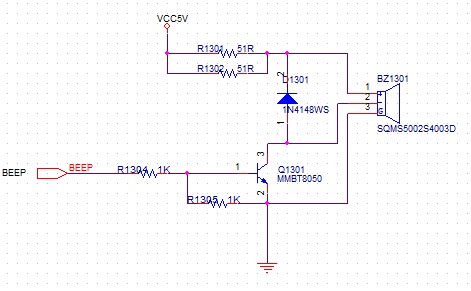 VCC5V
R1301 51R
R1302 51R
2
D1301
1N4148WS
1
BZ1301
1 +
2 -
3 G
SQMS5002S4003D
3
Q1301
MMBT8050
1
2
BEEP
BEEP
R1304 1K
R1305 1K